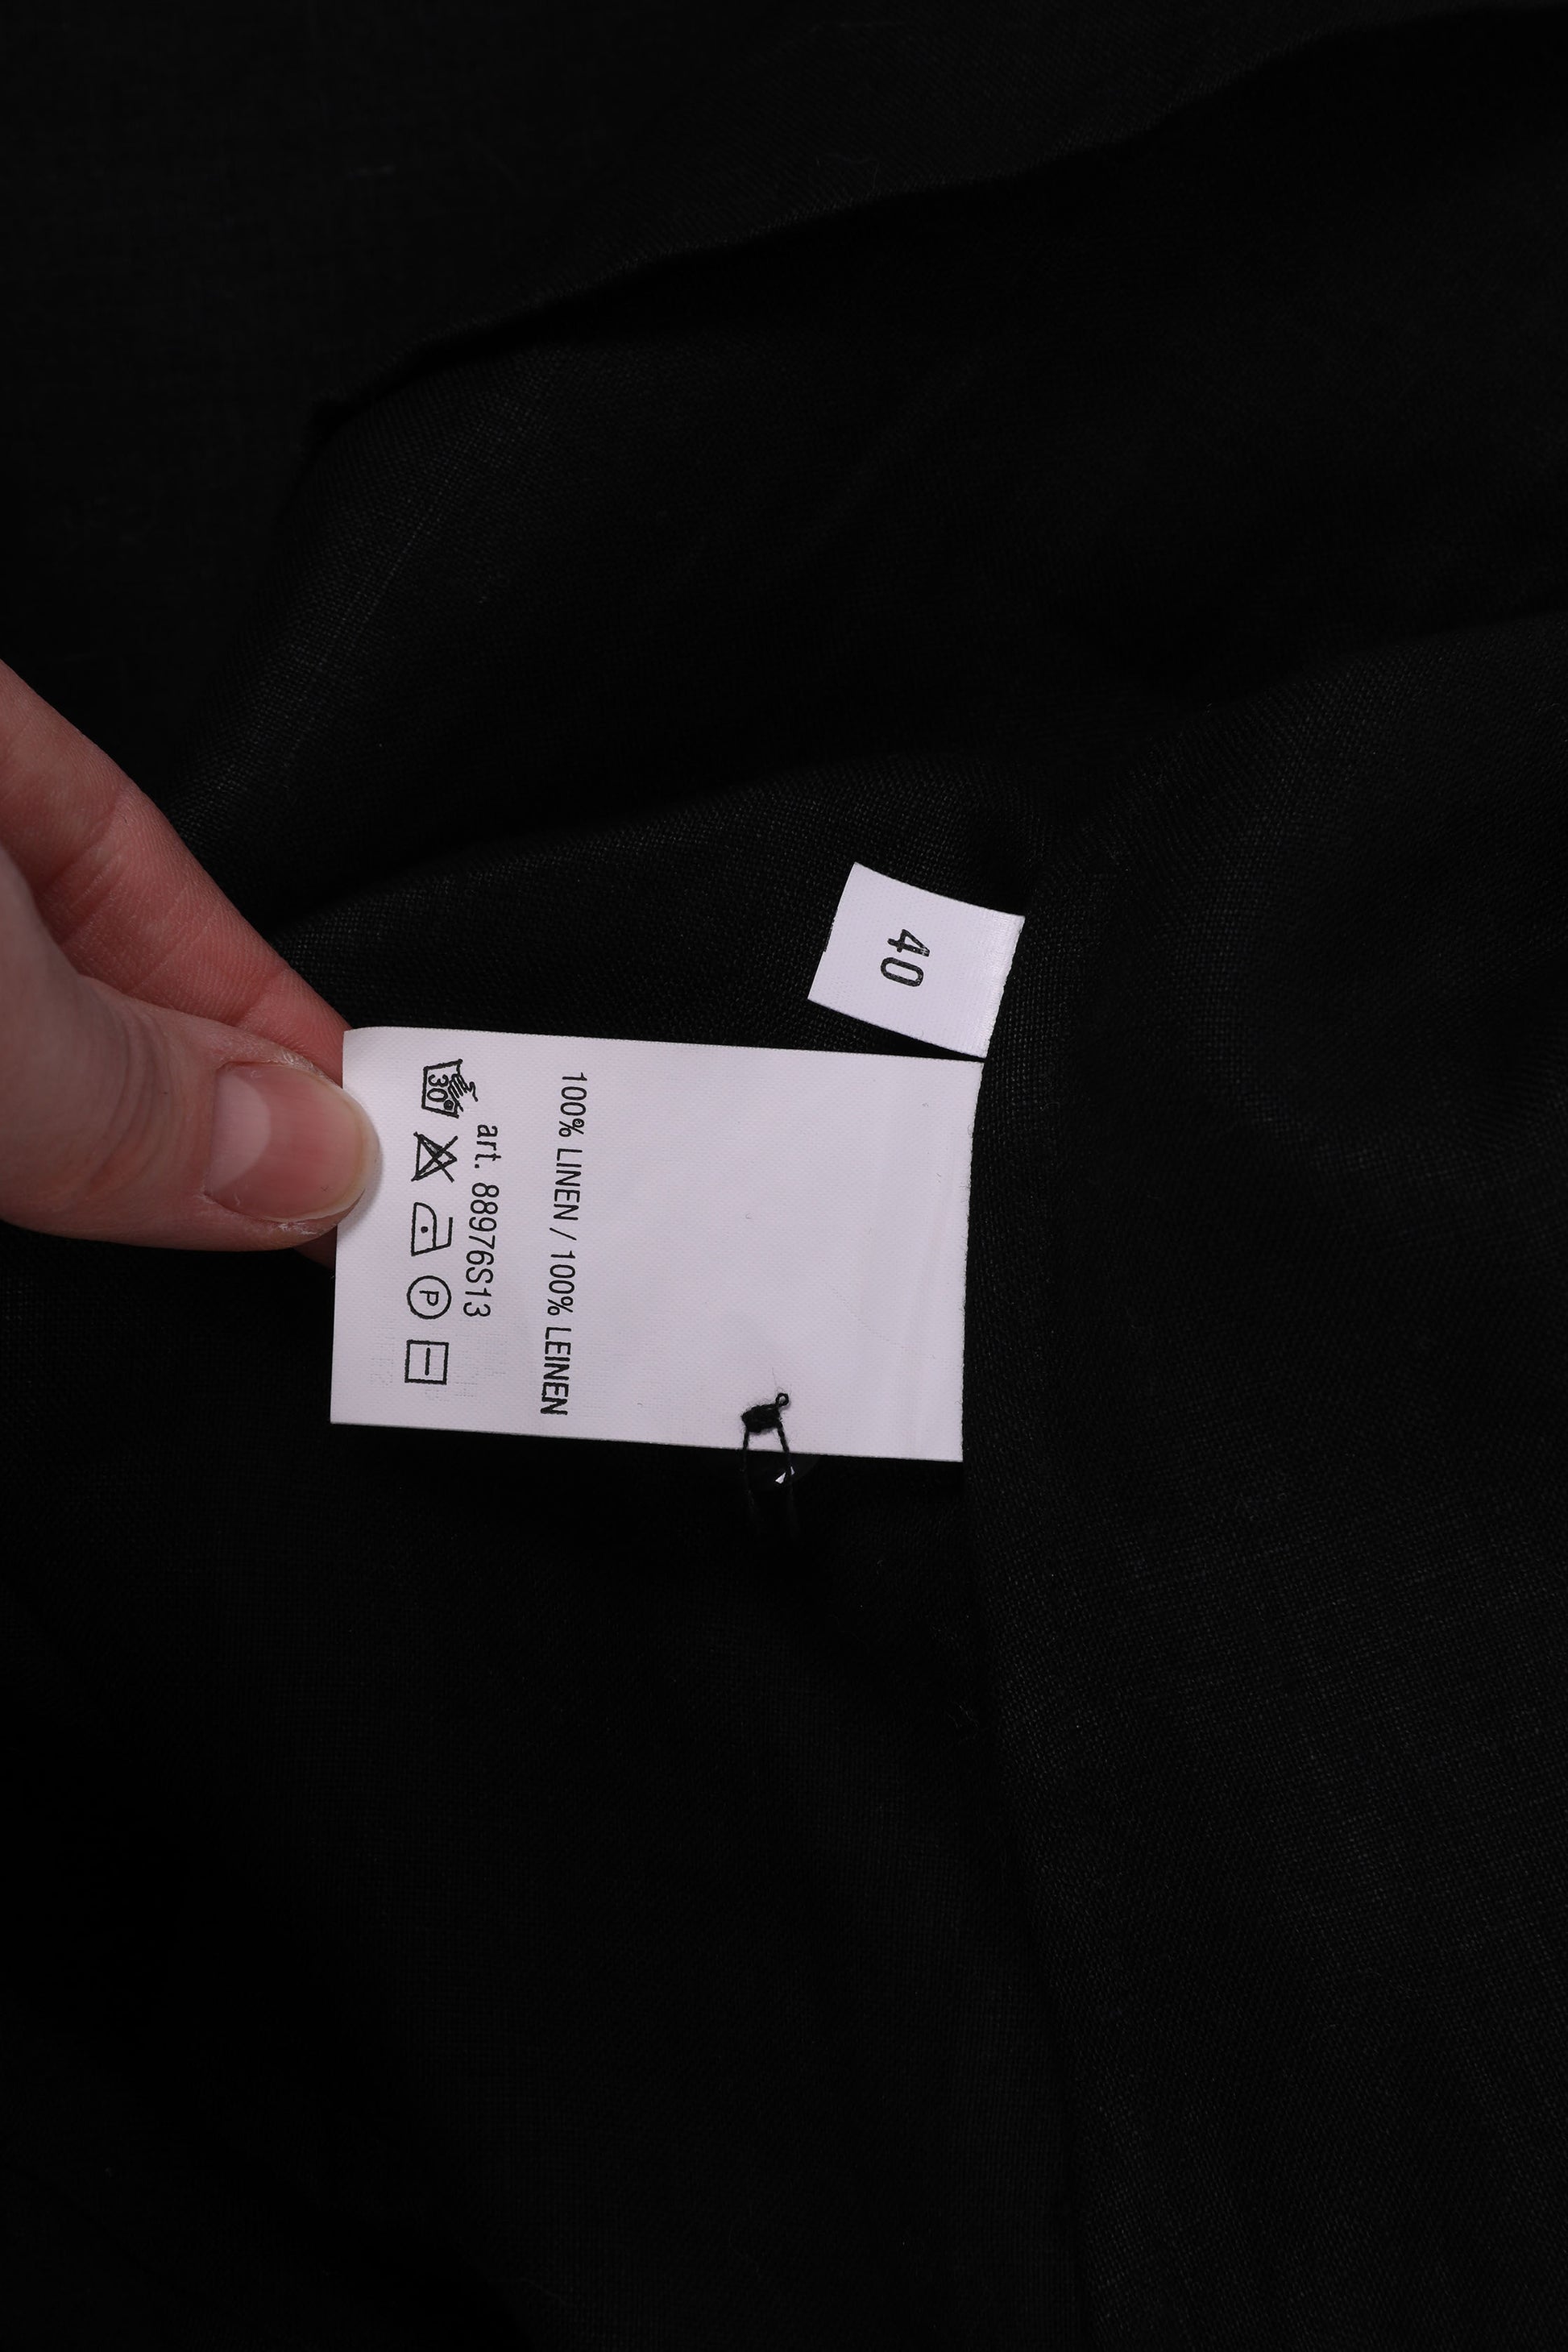 40
100% LINEN / 100% LEINEN
art. 88976S13
30°
P